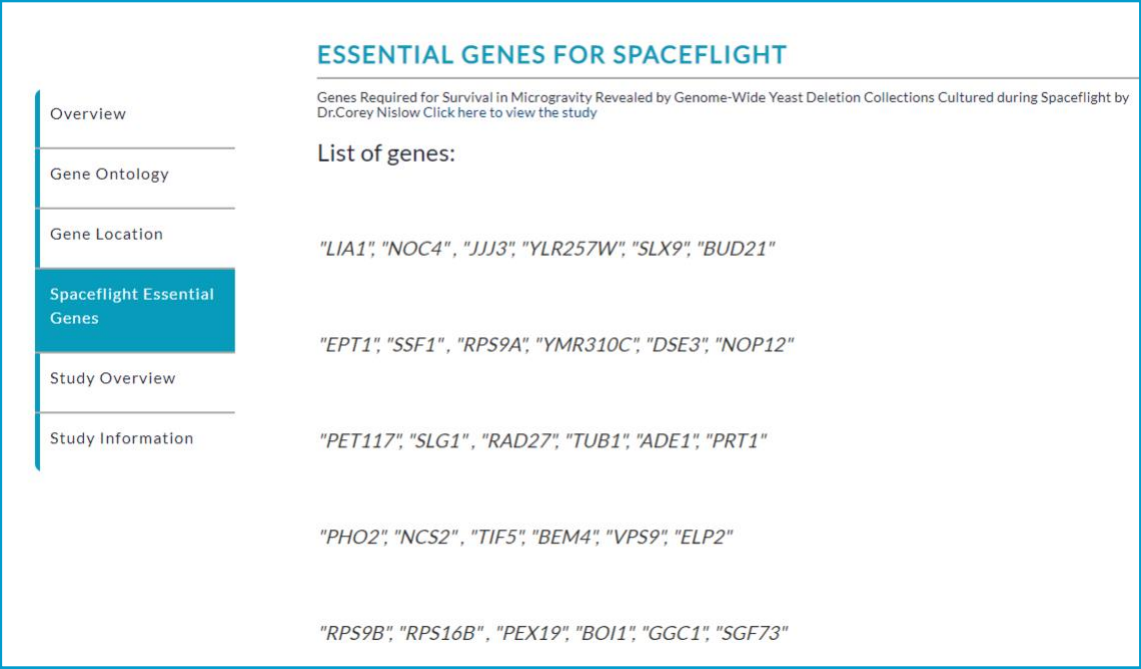 ESSENTIAL GENES FOR SPACEFLIGHT
Genes Required for Survival in Microgravity Revealed by Genome-Wide Yeast Deletion Collections Cultured during Spaceflight by
Dr.Corey Nislow Click here to view the study
List of genes:
"LIA1", "NOC4" , "JJJ3", "YLR257W", "SLX9", "BUD21"
"EPT1", "SSF1" , "RPS9A", "YMR310C", "DSE3", "NOP12"
"PET117", "SLG1" , "RAD27", "TUB1", "ADE1", "PRT1"
"PHO2", "NCS2" , "TIF5", "BEM4", "VPS9", "ELP2"
"RPS9B", "RPS16B" , "PEX19", "BOI1", "GGC1", "SGF73"
Overview
Gene Ontology
Gene Location
Spaceflight Essential
Genes
Study Overview
Study Information